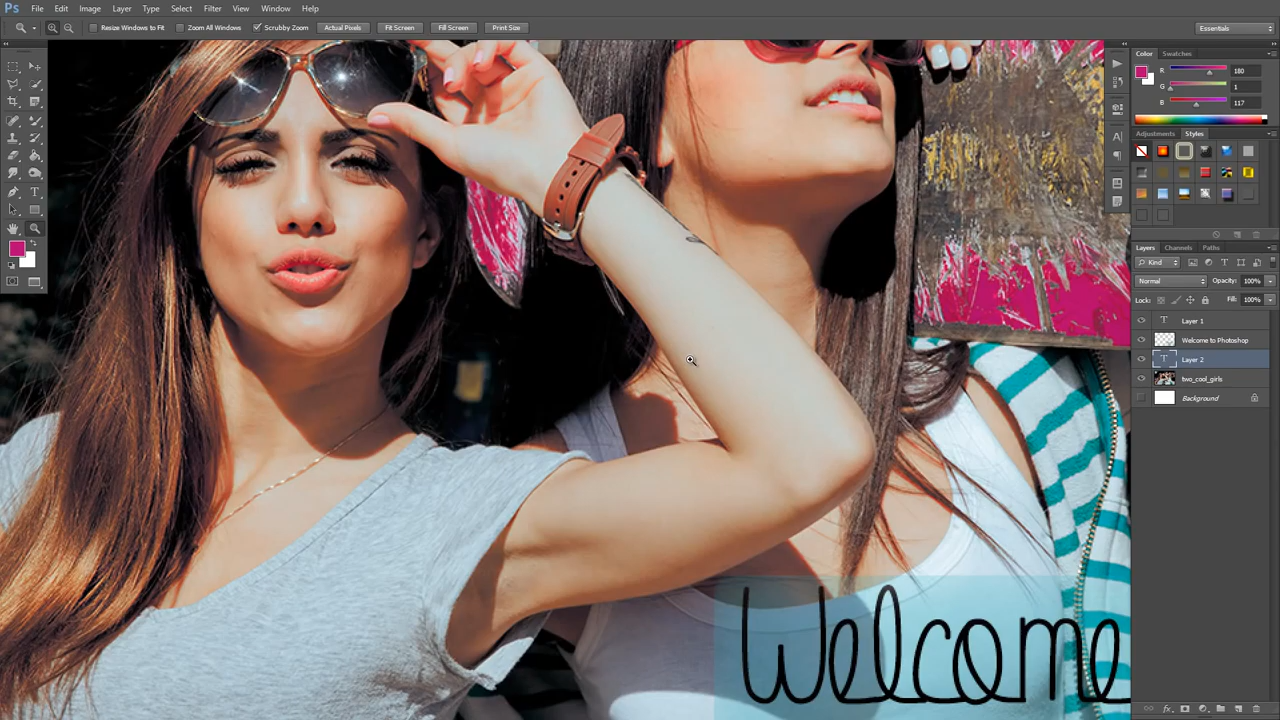 Ps File Edit Image Layer Type Select Filter View Window Help
Resize Windows to Fit Zoom All Windows Scrubby Zoom Actual Pixels Fit Screen Fill Screen Print Size Essentials
Color Swatches
R 180
G 1
B 117
Adjustments Styles
Layers Channels Paths
Kind
Normal Opacity: 100%
Lock: Fill: 100%
T Layer 1
Welcome to Photoshop
T Layer 2
two_cool_girls
Background
fx
Welcome